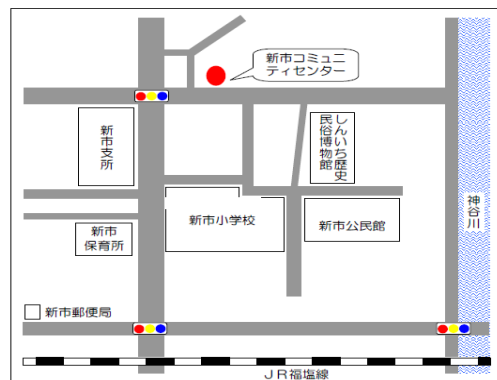 新市コミュニ
ティセンター
新市支所
しんいち歴史
民俗博物館
神谷川
新市小学校
新市公民館
新市
保育所
新市郵便局
JR福塩線